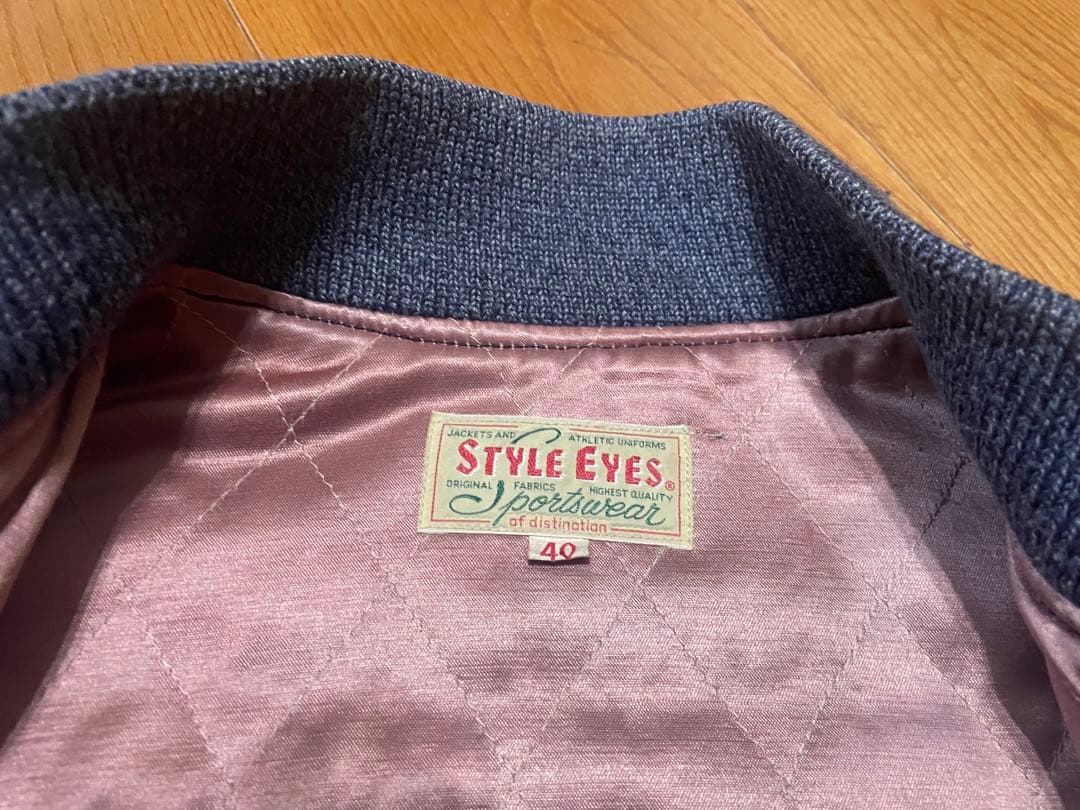 JACKETS AND ATHLETIC UNIFORMS
STYLE EYES®
ORIGINAL FABRICS HIGHEST QUALITY
Sportswear
of distinction
40